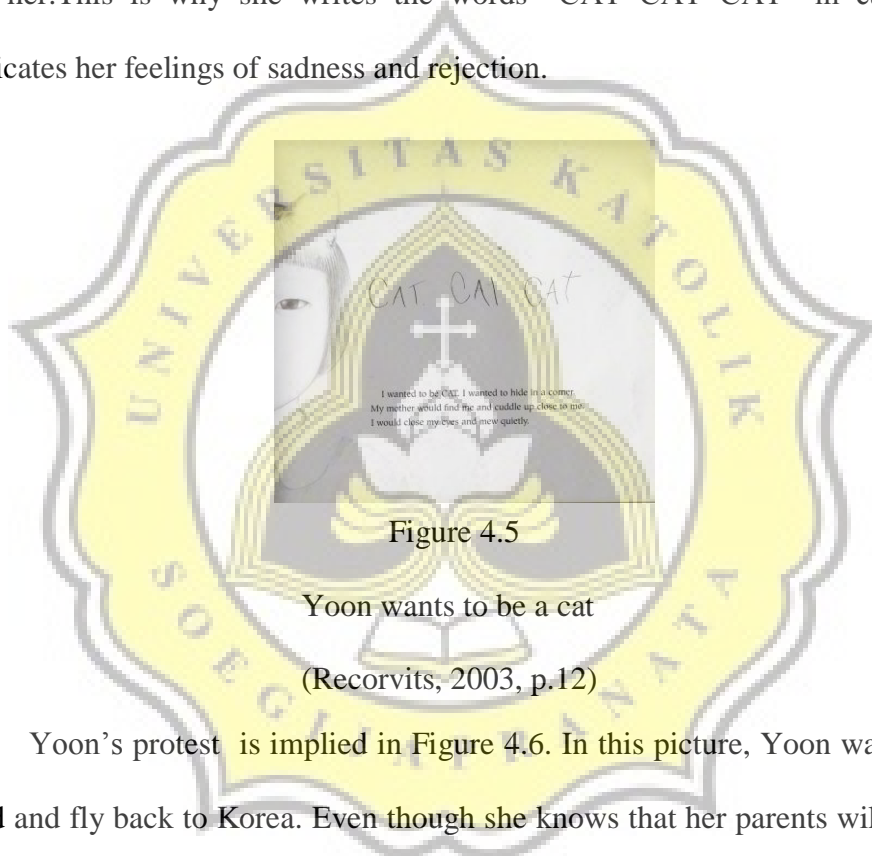 her.This is why she writes the words "CAT CAT CAT" in
icates her feelings of sadness and rejection.
UNIVERSITAS KATOLIK
CAT CAT CAT
I wanted to be CAT. I wanted to hide in a corner.
My mother would find me and cuddle up close to me.
I would close my eyes and mew quietly.
Figure 4.5
Yoon wants to be a cat
(Recorvits, 2003, p.12)
SOEGIJAPRANATA
Yoon's protest is implied in Figure 4.6. In this picture, Yoon wa
d and fly back to Korea. Even though she knows that her parents wil